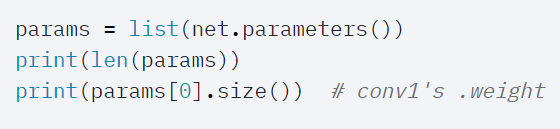 params = list(net.parameters())
print(len(params))
print(params[0].size())  # conv1's .weight